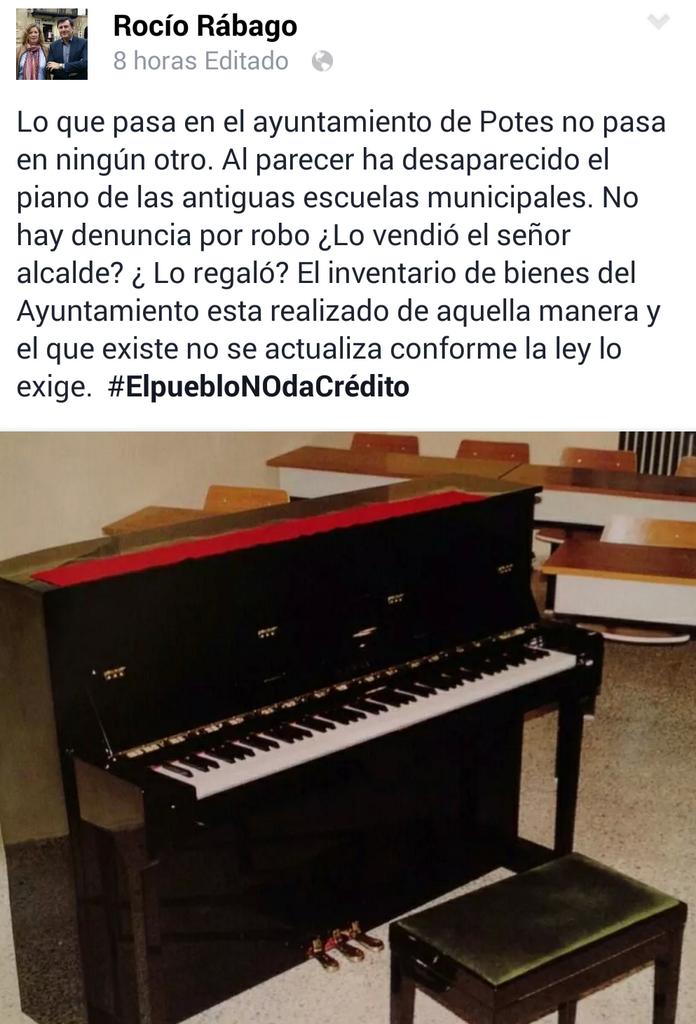 Rocío Rábago
8 horas Editado
Lo que pasa en el ayuntamiento de Potes no pasa
en ningún otro. Al parecer ha desaparecido el
piano de las antiguas escuelas municipales. No
hay denuncia por robo ¿Lo vendió el señor
alcalde? ¿ Lo regaló? El inventario de bienes del
Ayuntamiento esta realizado de aquella manera y
el que existe no se actualiza conforme la ley lo
exige.  #ElpuebloNOdaCrédito